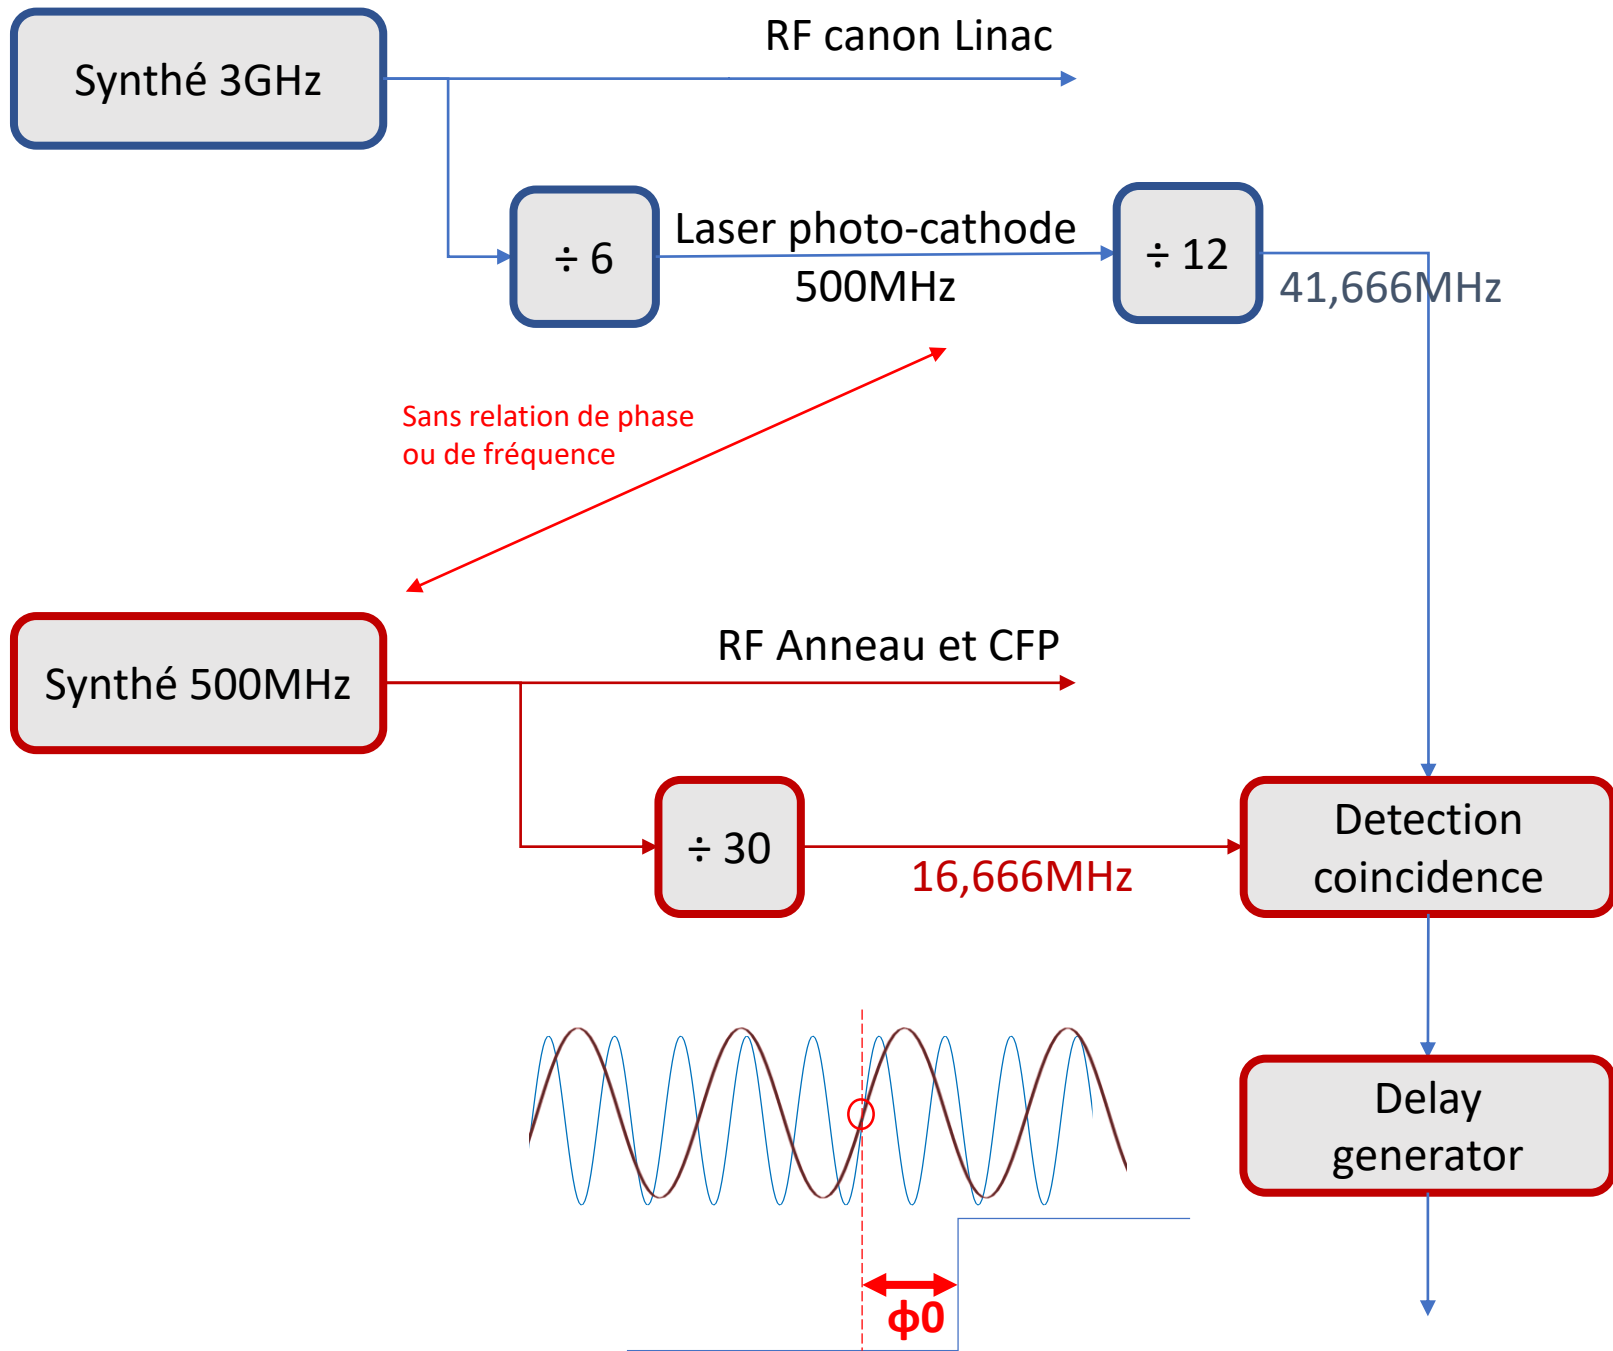 RF canon Linac
Synthé 3GHz
÷ 6
Laser photo-cathode
500MHz
÷ 12
41,666MHz
Sans relation de phase
ou de fréquence
RF Anneau et CFP
Synthé 500MHz
÷ 30
16,666MHz
Detection
coincidence
Delay
generator
ϕ0